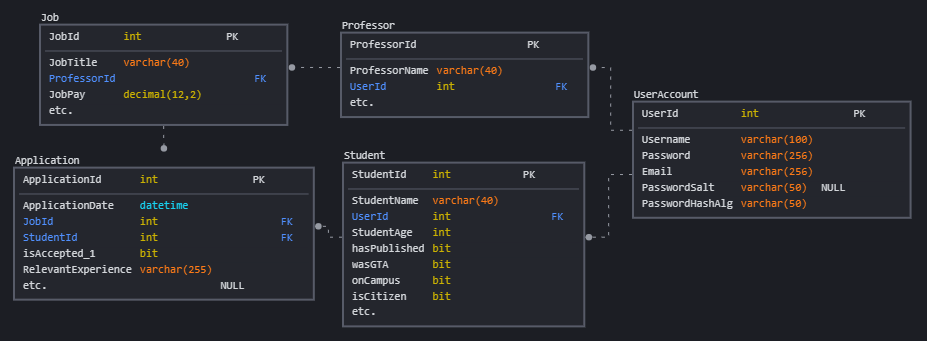 Job
JobId int PK
JobTitle varchar(40)
ProfessorId FK
JobPay decimal(12,2)
etc.
Professor
ProfessorId PK
ProfessorName varchar(40)
UserId int FK
etc.
UserAccount
UserId int PK
Username varchar(100)
Password varchar(256)
Email varchar(256)
PasswordSalt varchar(50) NULL
PasswordHashAlg varchar(50)
Application
ApplicationId int PK
ApplicationDate datetime
JobId int FK
StudentId int FK
isAccepted_1 bit
RelevantExperience varchar(255)
etc. NULL
Student
StudentId int PK
StudentName varchar(40)
UserId int FK
StudentAge int
hasPublished bit
wasGTA bit
onCampus bit
isCitizen bit
etc.